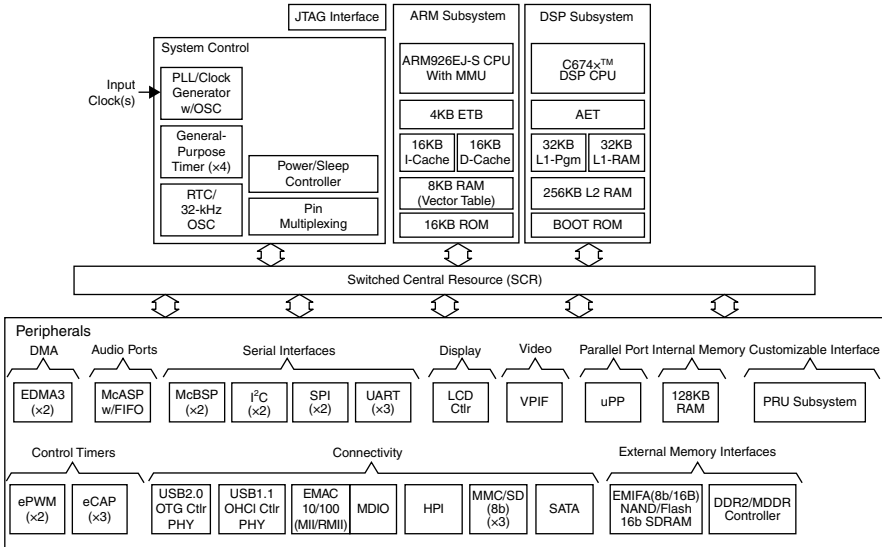 JTAG Interface
ARM Subsystem
DSP Subsystem
System Control
Input
Clock(s)
PLL/Clock
Generator
w/OSC
General-
Purpose
Timer (×4)
RTC/
32-kHz
OSC
Power/Sleep
Controller
Pin
Multiplexing
ARM926EJ-S CPU
With MMU
4KB ETB
16KB
I-Cache
16KB
D-Cache
8KB RAM
(Vector Table)
16KB ROM
C674x™
DSP CPU
AET
32KB
L1-Pgm
32KB
L1-RAM
256KB L2 RAM
BOOT ROM
Switched Central Resource (SCR)
Peripherals
DMA
Audio Ports
Serial Interfaces
Display
Video
Parallel Port
Internal Memory
Customizable Interface
EDMA3
(×2)
McASP
w/FIFO
McBSP
(×2)
I²C
(×2)
SPI
(×2)
UART
(×3)
LCD
Ctlr
VPIF
uPP
128KB
RAM
PRU Subsystem
Control Timers
Connectivity
External Memory Interfaces
ePWM
(×2)
eCAP
(×3)
USB2.0
OTG Ctlr
PHY
USB1.1
OHCI Ctlr
PHY
EMAC
10/100
(MII/RMII)
MDIO
HPI
MMC/SD
(8b)
(×3)
SATA
EMIFA(8b/16B)
NAND/Flash
16b SDRAM
DDR2/MDDR
Controller